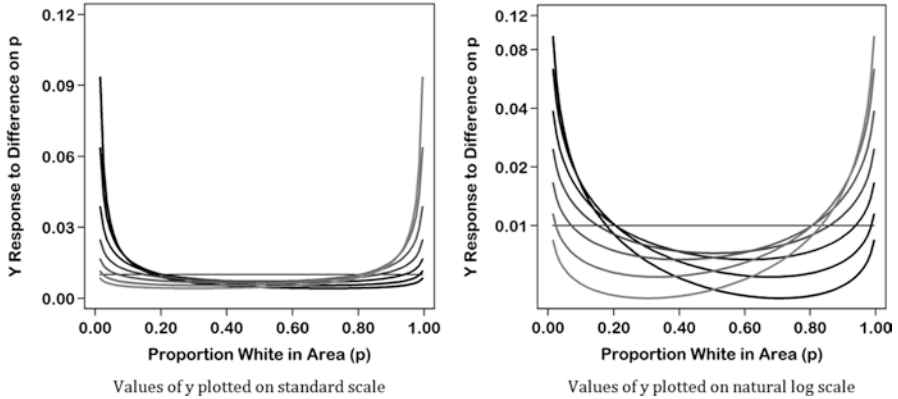 Y Response to Difference on p
0.12
0.09
0.06
0.03
0.00
0.00 0.20 0.40 0.60 0.80 1.00
Proportion White in Area (p)
Values of y plotted on standard scale
Y Response to Difference on p
0.12
0.08
0.04
0.02
0.01
0.00 0.20 0.40 0.60 0.80 1.00
Proportion White in Area (p)
Values of y plotted on natural log scale